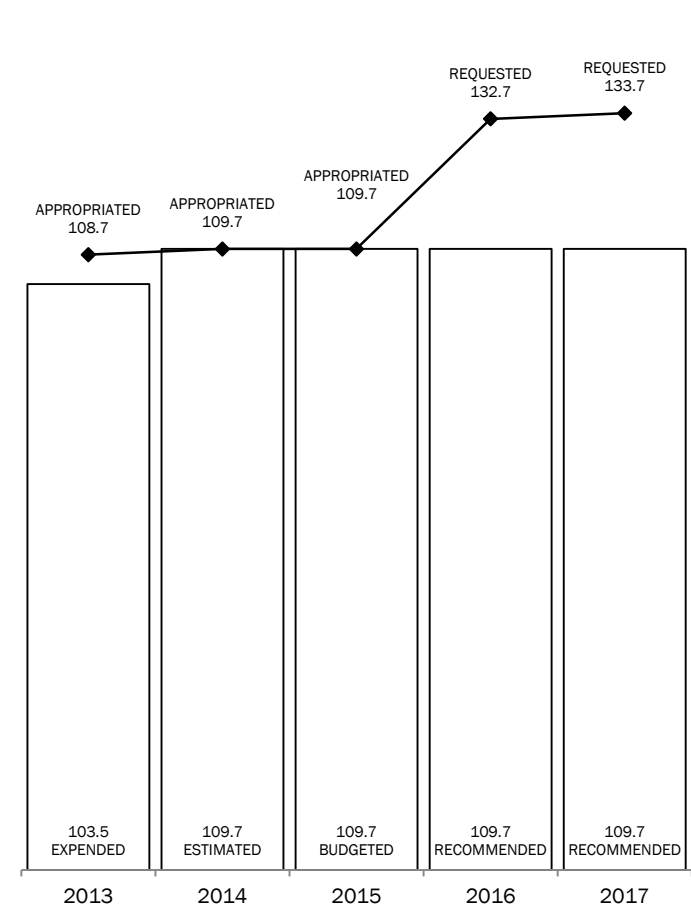 REQUESTED
132.7
REQUESTED
133.7
APPROPRIATED
108.7
APPROPRIATED
109.7
APPROPRIATED
109.7
103.5
EXPENDED
109.7
ESTIMATED
109.7
BUDGETED
109.7
RECOMMENDED
109.7
RECOMMENDED
2013
2014
2015
2016
2017